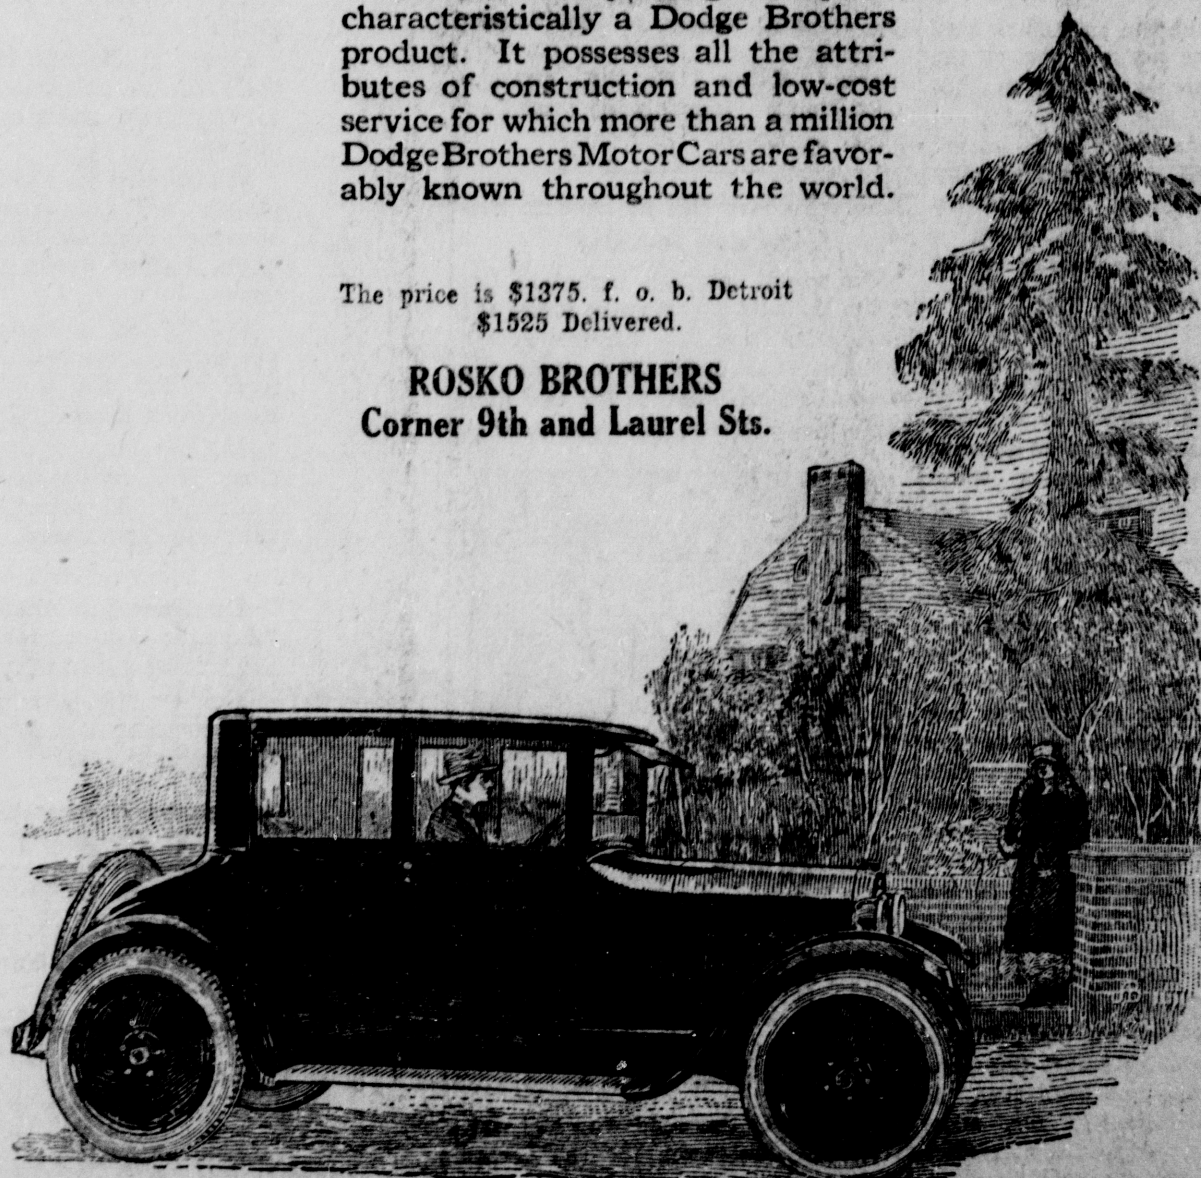 characteristically a Dodge Brothers
product. It possesses all the attri-
butes of construction and low-cost
service for which more than a million
Dodge Brothers Motor Cars are favor-
ably known throughout the world.
The price is $1375. f. o. b. Detroit
$1525 Delivered.
ROSKO BROTHERS
Corner 9th and Laurel Sts.